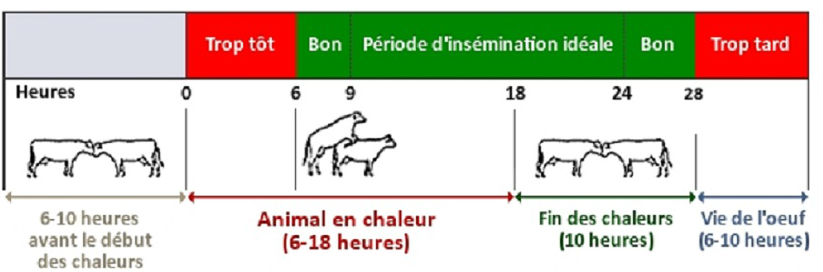 Trop tôt Bon Période d'insémination idéale Bon Trop tard
Heures 0 6 9 18 24 28
6-10 heures
avant le début
des chaleurs
Animal en chaleur
(6-18 heures)
Fin des chaleurs
(10 heures)
Vie de l'oeuf
(6-10 heures)